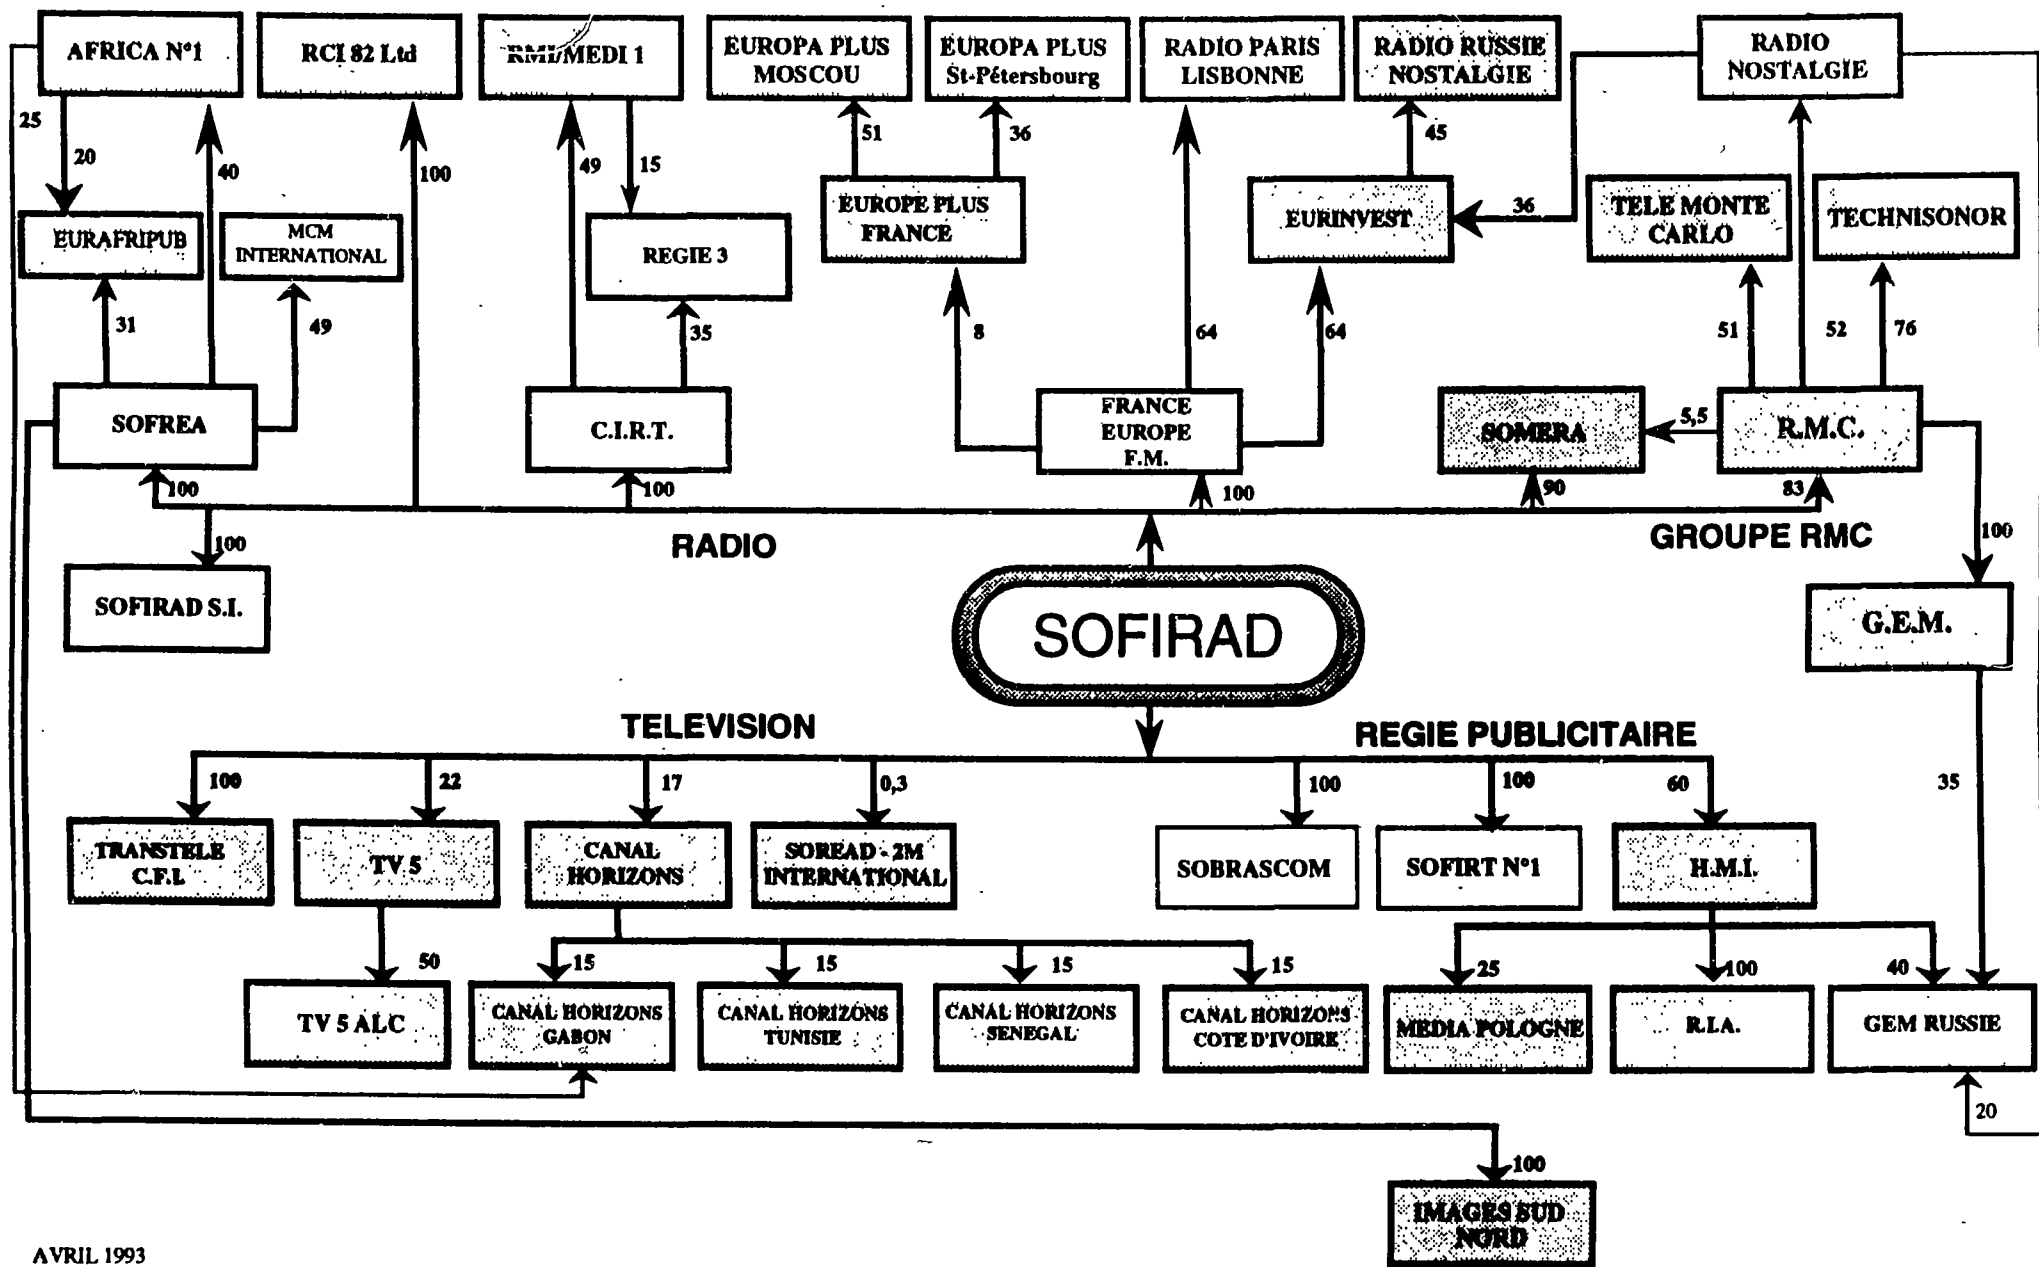 AFRICA N°1
RCI 82 Ltd
RMI/MEDI 1
EUROPA PLUS
MOSCOU
EUROPA PLUS
St-Pétersbourg
RADIO PARIS
LISBONNE
RADIO RUSSIE
NOSTALGIE
RADIO
NOSTALGIE
25
20
40
100
49
15
51
36
64
45
36
52
EURAFRIPUB
MCM
INTERNATIONAL
REGIE 3
EUROPE PLUS
FRANCE
EURINVEST
TELE MONTE
CARLO
TECHNISONOR
31
49
35
8
64
51
76
SOFREA
C.I.R.T.
FRANCE
EUROPE
F.M.
SOMERA
5,5
R.M.C.
100
100
100
90
83
100
100
RADIO
GROUPE RMC
SOFIRAD S.I.
SOFIRAD
G.E.M.
TELEVISION
REGIE PUBLICITAIRE
100
22
17
0,3
100
100
60
35
TRANSTELE
C.F.I.
TV 5
CANAL
HORIZONS
SOREAD - 2M
INTERNATIONAL
SOBRASCOM
SOFIRT N°1
H.M.I.
50
15
15
15
15
25
100
40
TV 5 ALC
CANAL HORIZONS
GABON
CANAL HORIZONS
TUNISIE
CANAL HORIZONS
SENEGAL
CANAL HORIZONS
COTE D'IVOIRE
MEDIA POLOGNE
R.I.A.
GEM RUSSIE
20
100
IMAGES SUD
NORD
AVRIL 1993